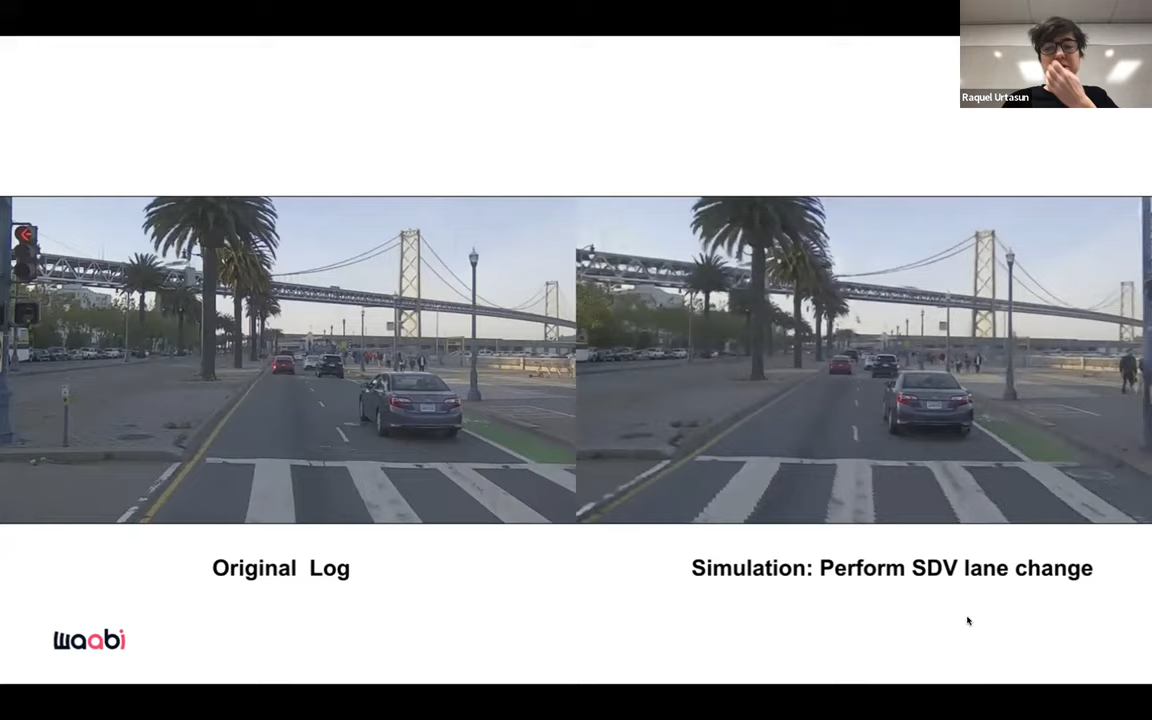 Raquel Urtasun
Original Log
Simulation: Perform SDV lane change
waabi